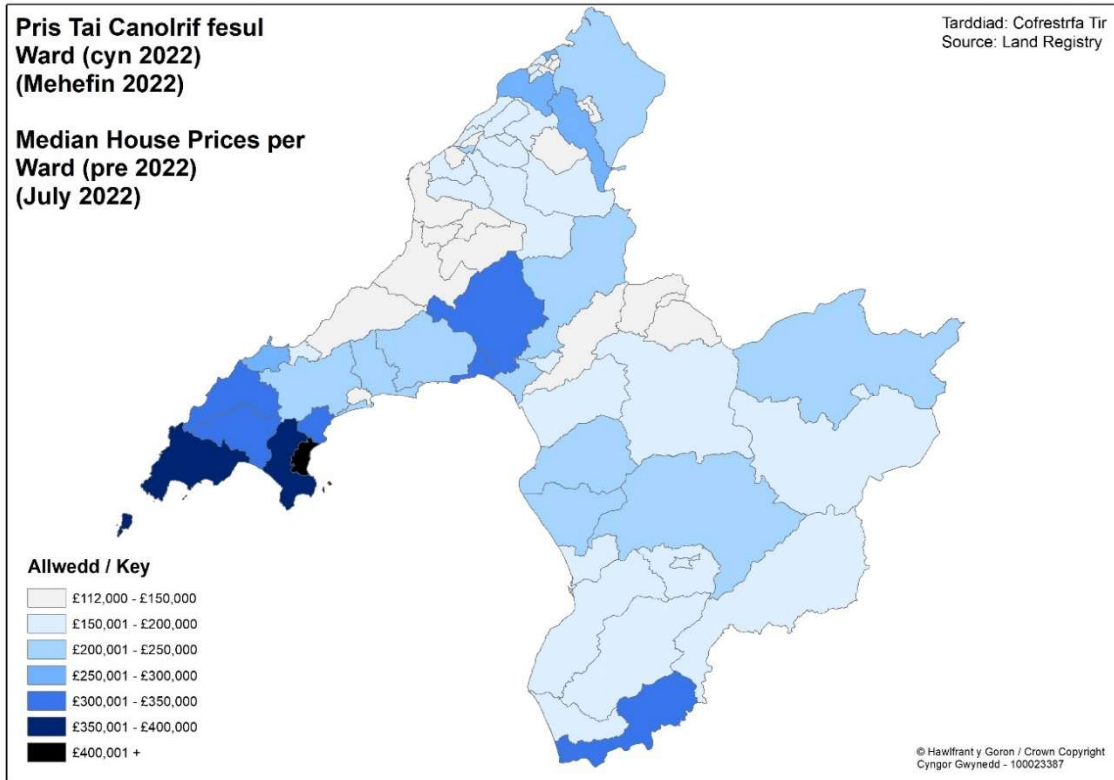 Pris Tai Canolrif fesul
Ward (cyn 2022)
(Mehefin 2022)
Median House Prices per
Ward (pre 2022)
(July 2022)
Tarddiad: Cofrestrfa Tir
Source: Land Registry
Allwedd / Key
£112,000 - £150,000
£150,001 - £200,000
£200,001 - £250,000
£250,001 - £300,000
£300,001 - £350,000
£350,001 - £400,000
£400,001 +
© Hawlfraint y Goron / Crown Copyright
Cyngor Gwynedd - 100023387